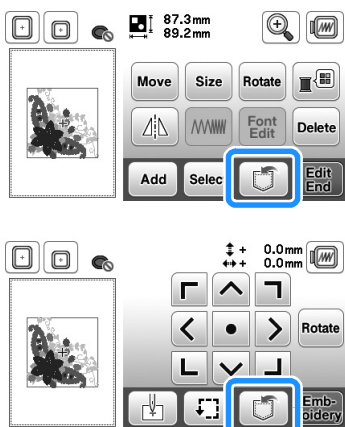 87.3mm
89.2mm
Move Size Rotate
Font
Edit
Delete
Add Selec Edit
End
+ 0.0mm
+ 0.0mm
Rotate
Emb-
oidery